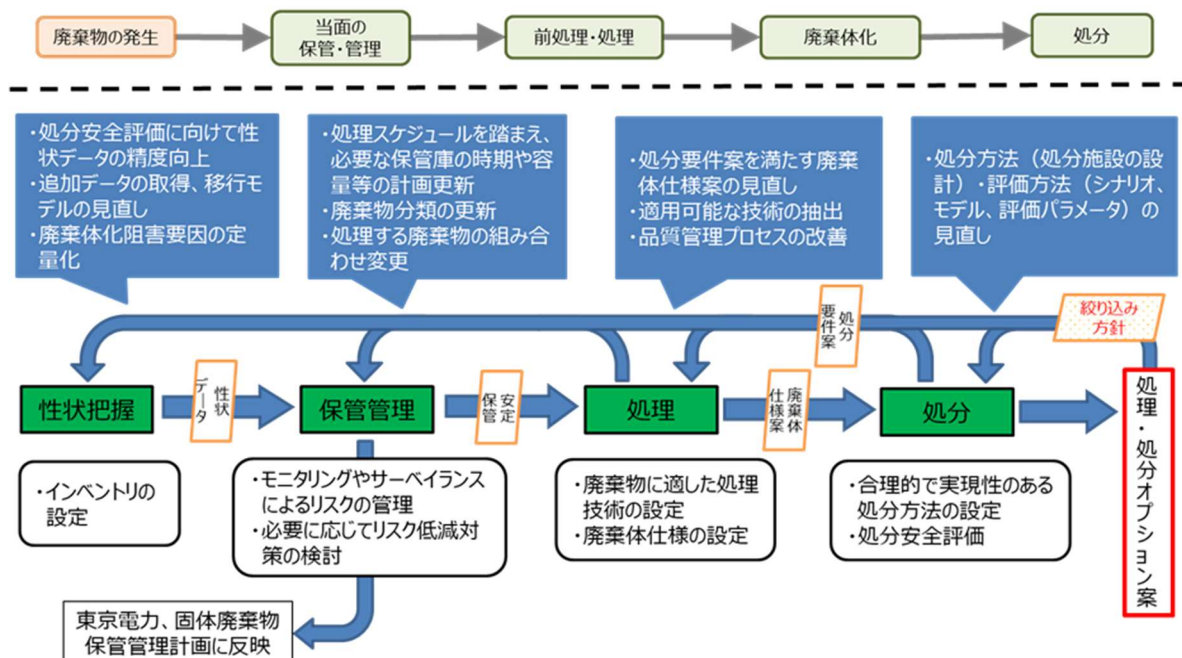 廃棄物の発生
当面の
保管・管理
前処理・処理
廃棄体化
処分
・処分安全評価に向けて性
状データの精度向上
・追加データの取得、移行モ
デルの見直し
・廃棄体化阻害要因の定
量化
・処理スケジュールを踏まえ、
必要な保管庫の時期や容
量等の計画更新
・廃棄物分類の更新
・処理する廃棄物の組み合
わせ変更
・処分要件案を満たす廃棄
体仕様案の見直し
・適用可能な技術の抽出
・品質管理プロセスの改善
・処分方法（処分施設の設
計）・評価方法（シナリオ、
モデル、評価パラメータ）の
見直し
処分
要件案
絞り込み
方針
性状把握
性状
データ
保管管理
安定
保管
処理
廃棄体
仕様案
処分
処理・処分オプション案
・インベントリの
設定
・モニタリングやサーベイランス
によるリスクの管理
・必要に応じてリスク低減対
策の検討
・廃棄物に適した処理
技術の設定
・廃棄体仕様の設定
・合理的で実現性のある
処分方法の設定
・処分安全評価
東京電力、固体廃棄物
保管管理計画に反映